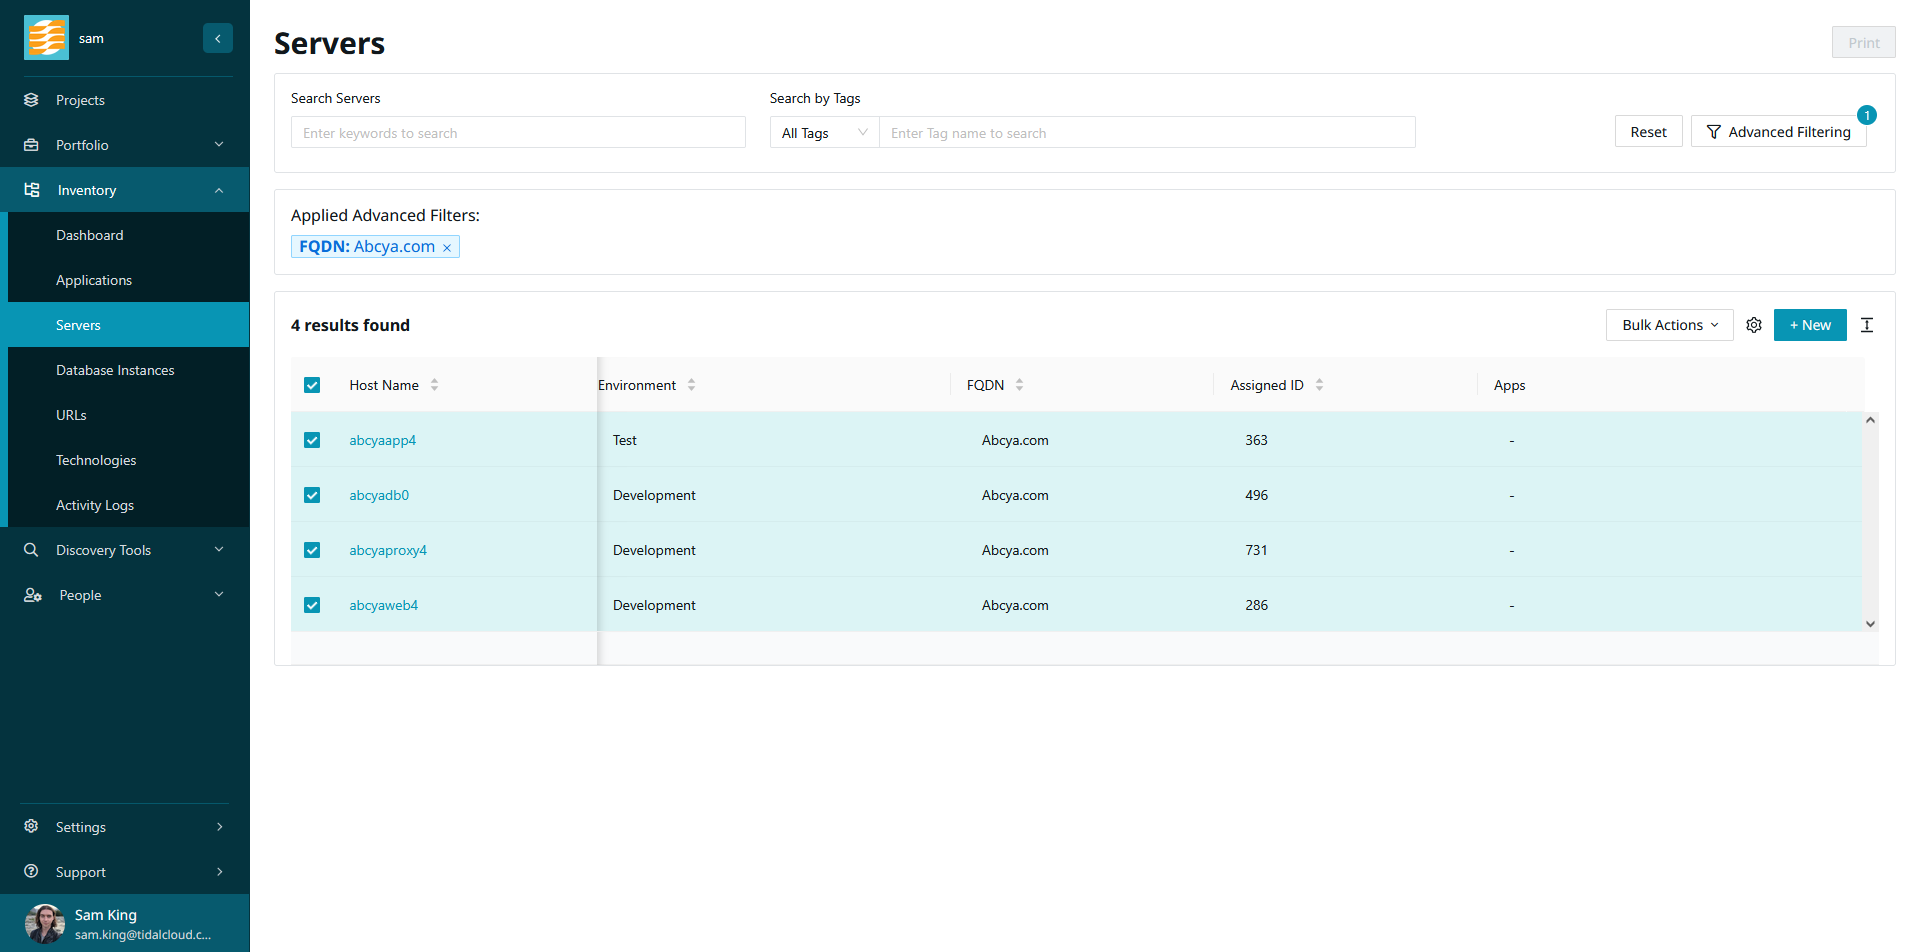 sam
Projects
Portfolio
Inventory
Dashboard
Applications
Servers
Database Instances
URLs
Technologies
Activity Logs
Discovery Tools
People
Settings
Support
Sam King
sam.king@tidalcloud.c...
Servers
Print
Search Servers
Enter keywords to search
Search by Tags
All Tags
Enter Tag name to search
Reset
Advanced Filtering
1
Applied Advanced Filters:
FQDN: Abcya.com ×
4 results found
Bulk Actions
+ New
Host Name Environment FQDN Assigned ID Apps
abcyaapp4 Test Abcya.com 363 -
abcyadb0 Development Abcya.com 496 -
abcyaproxy4 Development Abcya.com 731 -
abcyaweb4 Development Abcya.com 286 -